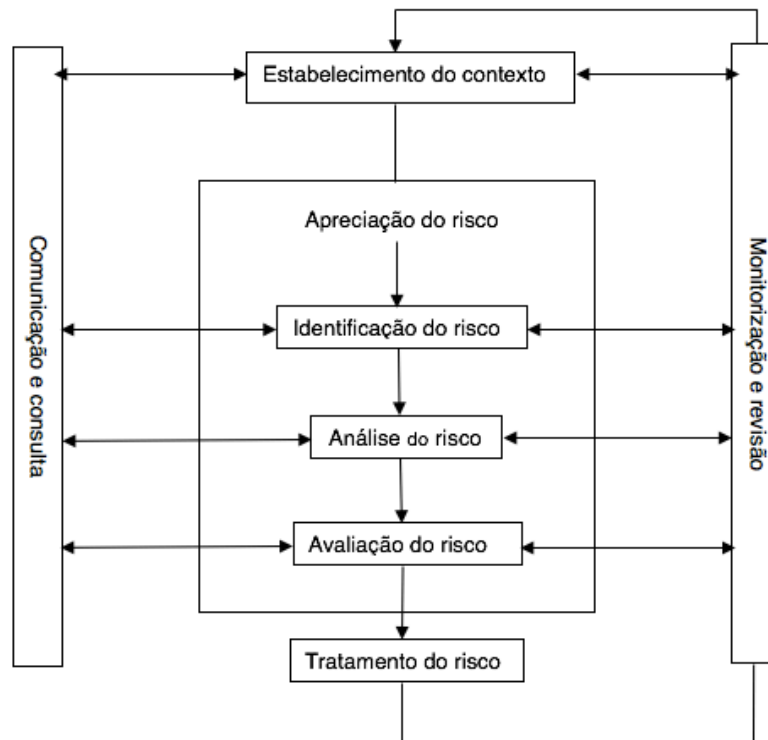 Estabelecimento do contexto
Comunicação e consulta
Monitorização e revisão
Apreciação do risco
Identificação do risco
Análise do risco
Avaliação do risco
Tratamento do risco